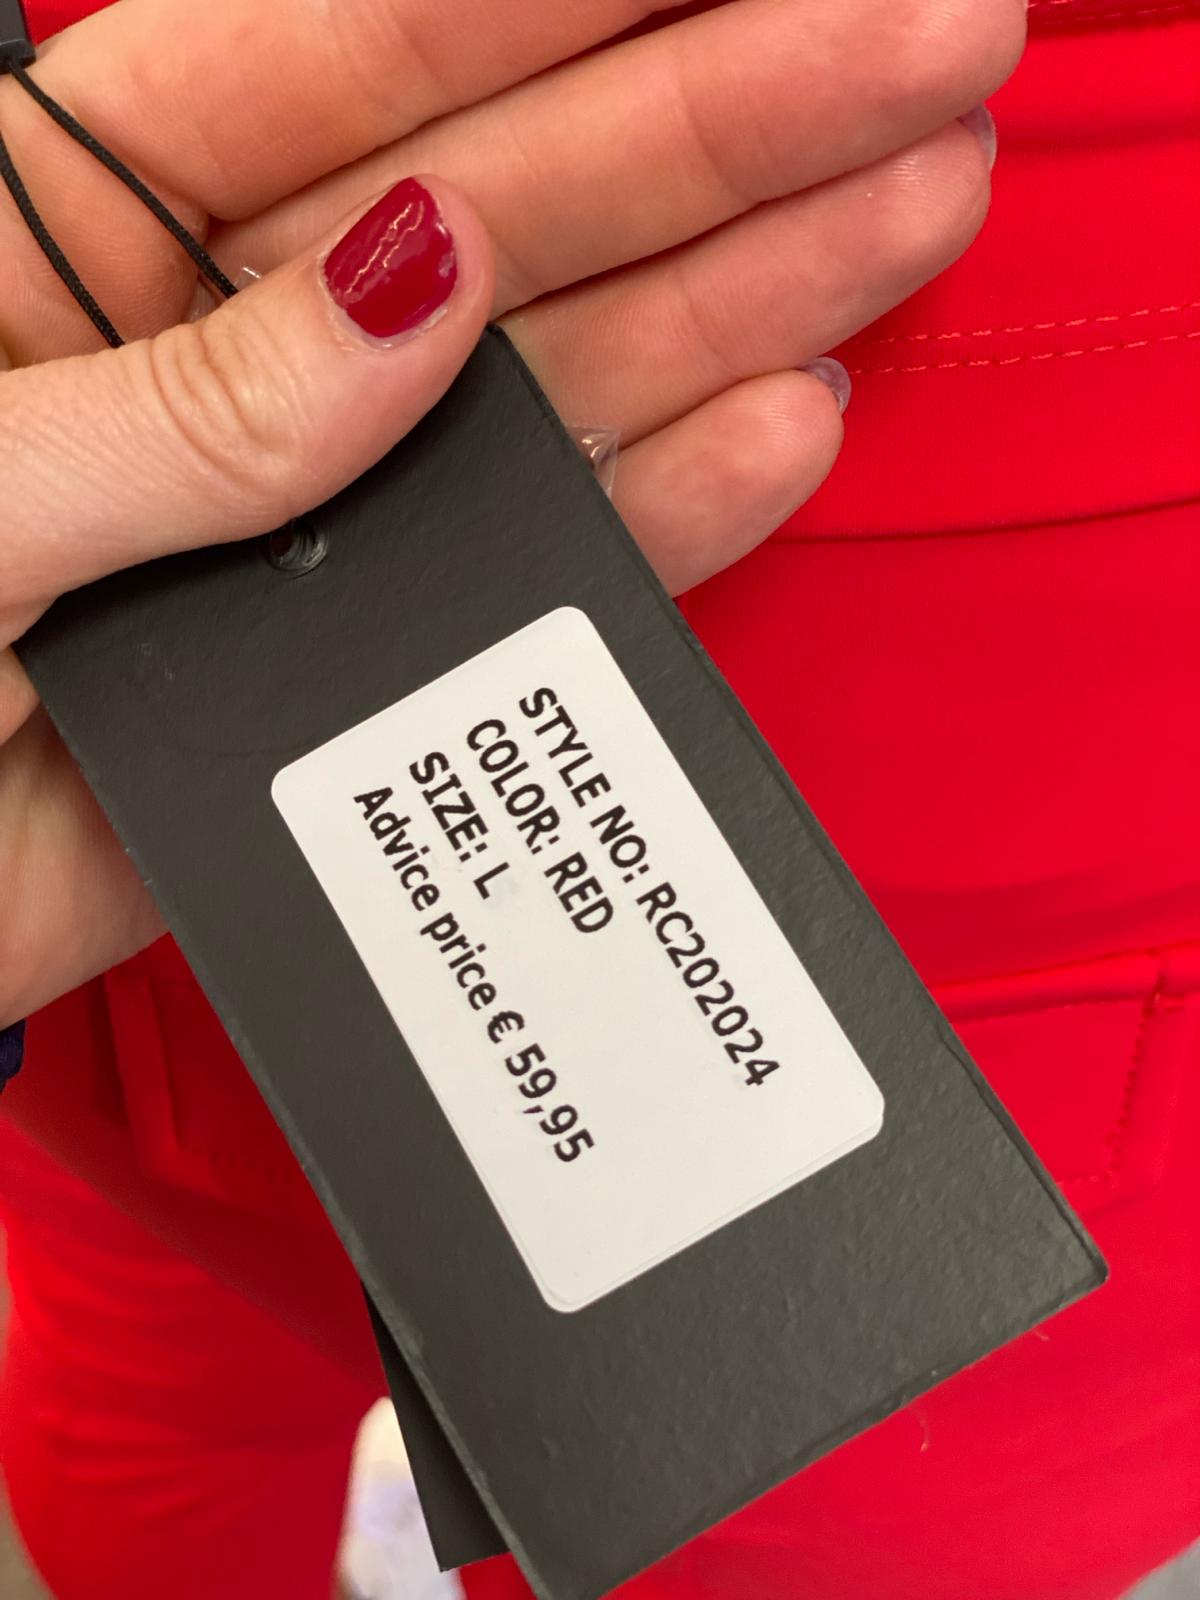 STYLE NO: RC202024
COLOR: RED
SIZE: L
Advice price € 59,95